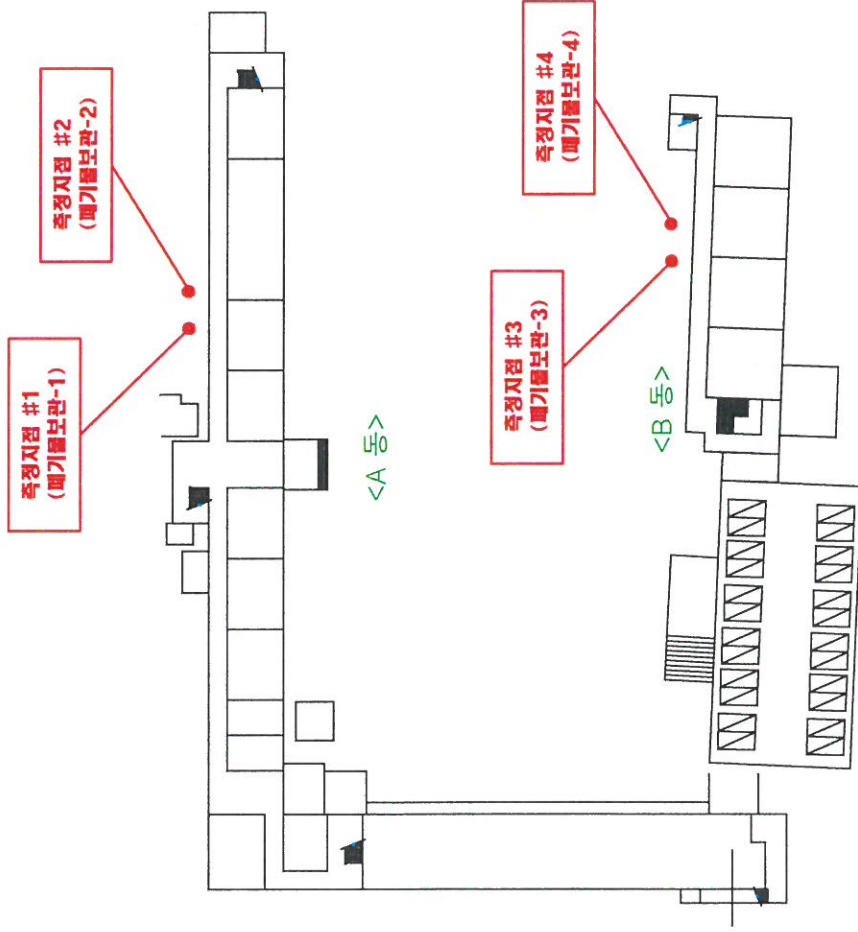 측정지점 #1
(폐기물보관-1)
측정지점 #2
(폐기물보관-2)
<A 동>
측정지점 #3
(폐기물보관-3)
측정지점 #4
(폐기물보관-4)
<B 동>